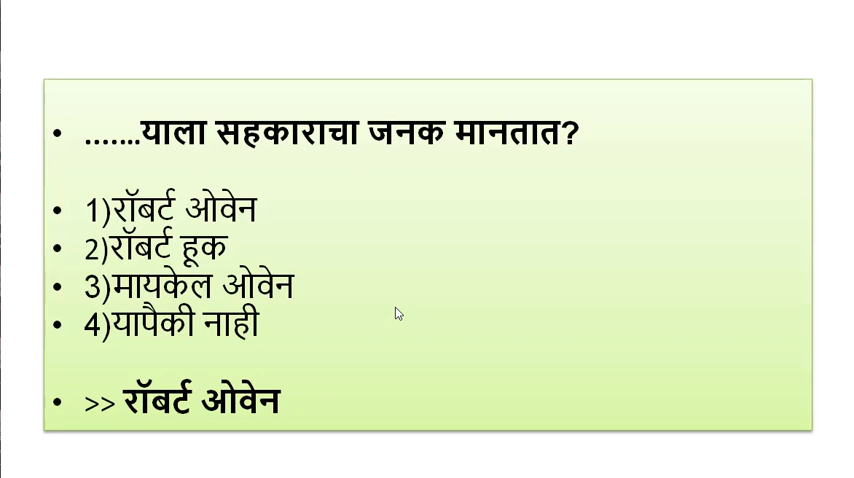 • .......याला सहकाराचा जनक मानतात?
• 1)रॉबर्ट ओवेन
• 2)रॉबर्ट हूक
• 3)मायकेल ओवेन
• 4)यापैकी नाही
• >> रॉबर्ट ओवेन